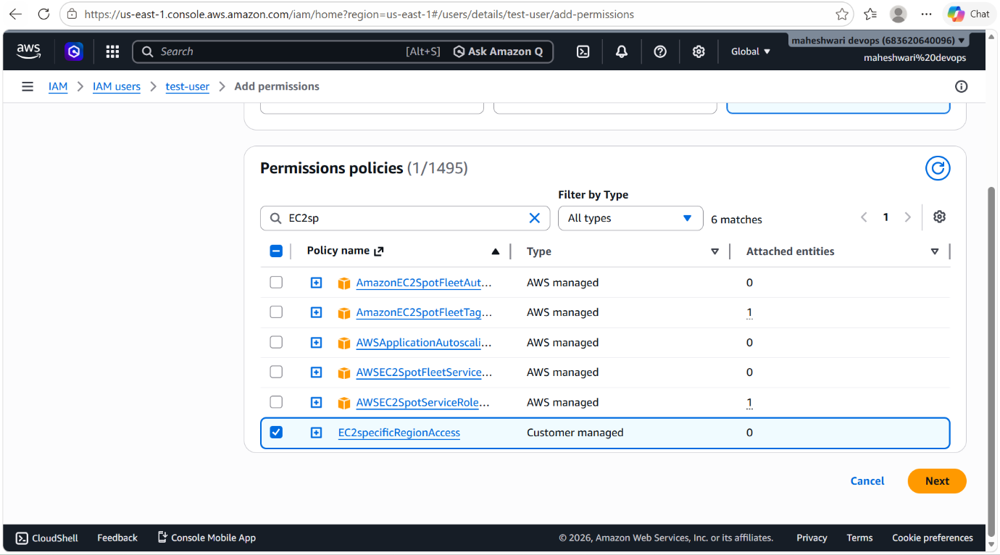 https://us-east-1.console.aws.amazon.com/iam/home?region=us-east-1#/users/details/test-user/add-permissions
Chat
aws
Search [Alt+S] Ask Amazon Q
Global
maheshwari devops (683620640096)
maheshwari%20devops
IAM > IAM users > test-user > Add permissions
Permissions policies (1/1495)
Filter by Type
EC2sp
All types
6 matches
1
Policy name Type Attached entities
AmazonEC2SpotFleetAut... AWS managed 0
AmazonEC2SpotFleetTag... AWS managed 1
AWSApplicationAutoscali... AWS managed 0
AWSEC2SpotFleetService... AWS managed 0
AWSEC2SpotServiceRole... AWS managed 1
EC2specificRegionAccess Customer managed 0
Cancel Next
CloudShell Feedback Console Mobile App © 2026, Amazon Web Services, Inc. or its affiliates. Privacy Terms Cookie preferences